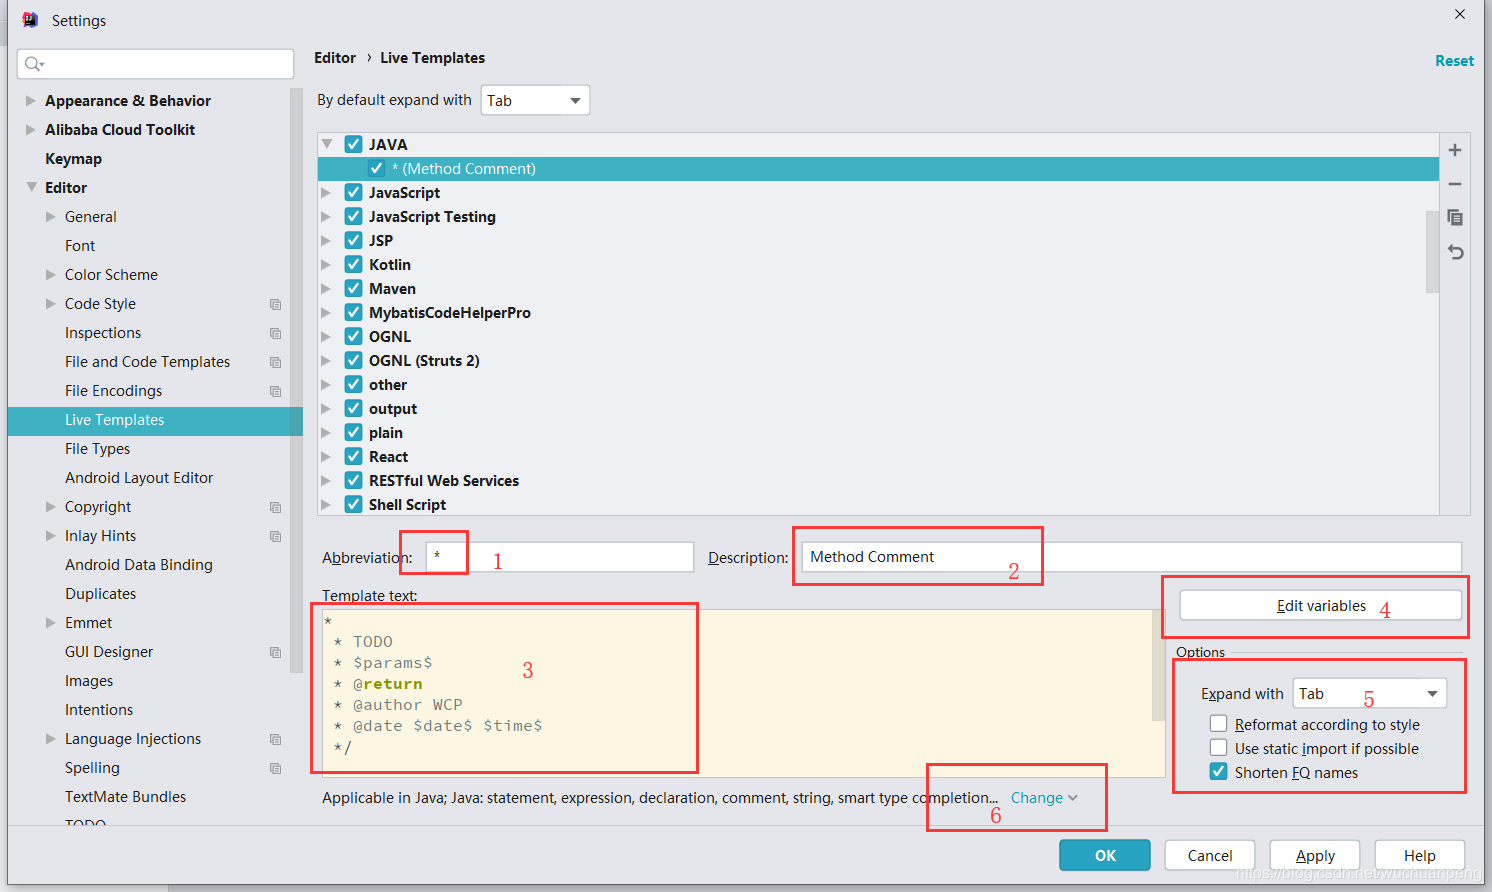 Settings
Editor › Live Templates
Reset
By default expand with Tab
Appearance & Behavior
Alibaba Cloud Toolkit
Keymap
Editor
General
Font
Color Scheme
Code Style
Inspections
File and Code Templates
File Encodings
Live Templates
File Types
Android Layout Editor
Copyright
Inlay Hints
Android Data Binding
Duplicates
Emmet
GUI Designer
Images
Intentions
Language Injections
Spelling
TextMate Bundles
TODO
JAVA
* (Method Comment)
JavaScript
JavaScript Testing
JSP
Kotlin
Maven
MybatisCodeHelperPro
OGNL
OGNL (Struts 2)
other
output
plain
React
RESTful Web Services
Shell Script
Abbreviation: * 1
Description: Method Comment 2
Template text:
*
* TODO
* $params$
* @return
* @author WCP
* @date $date$ $time$
*/
3
Edit variables 4
Options
Expand with Tab 5
Reformat according to style
Use static import if possible
Shorten FQ names
Applicable in Java; Java: statement, expression, declaration, comment, string, smart type completion... Change
6
OK Cancel Apply Help
https://blog.csdn.net/wuchuanpeng